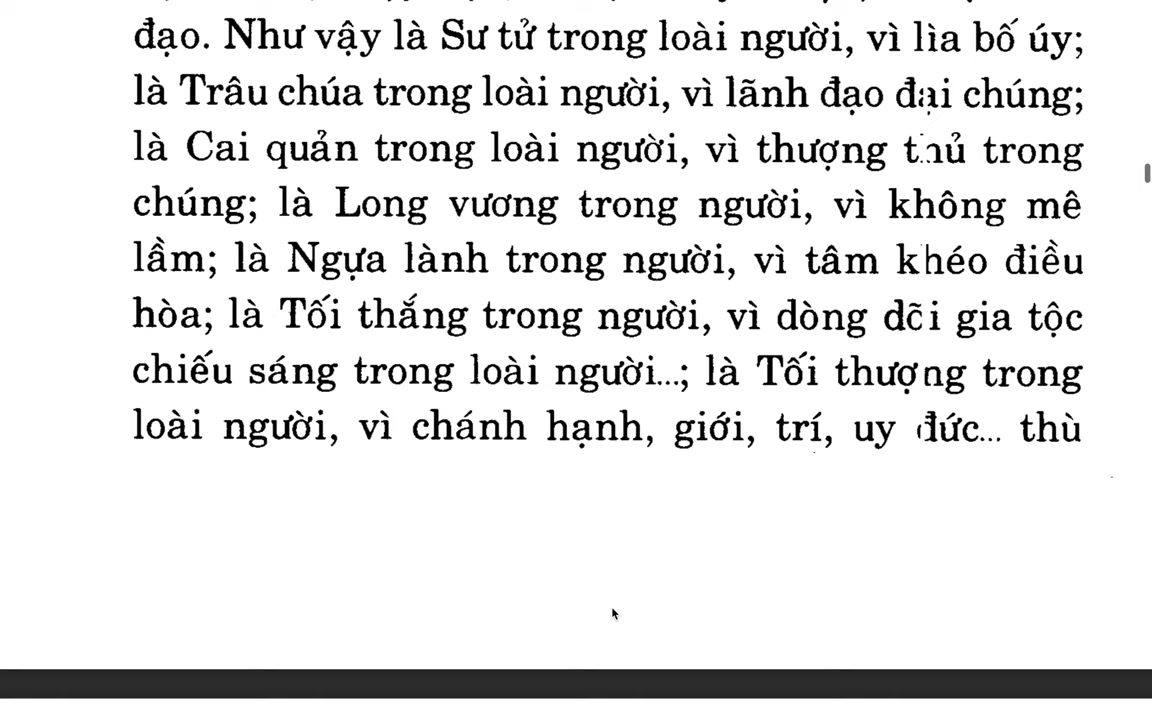 đạo. Như vậy là Sư tử trong loài người, vì lìa bố úy;
là Trâu chúa trong loài người, vì lãnh đạo đại chúng;
là Cai quản trong loài người, vì thượng thủ trong
chúng; là Long vương trong người, vì không mê
lầm; là Ngựa lành trong người, vì tâm khéo điều
hòa; là Tối thắng trong người, vì dòng dõi gia tộc
chiếu sáng trong loài người...; là Tối thượng trong
loài người, vì chánh hạnh, giới, trí, uy đức... thù